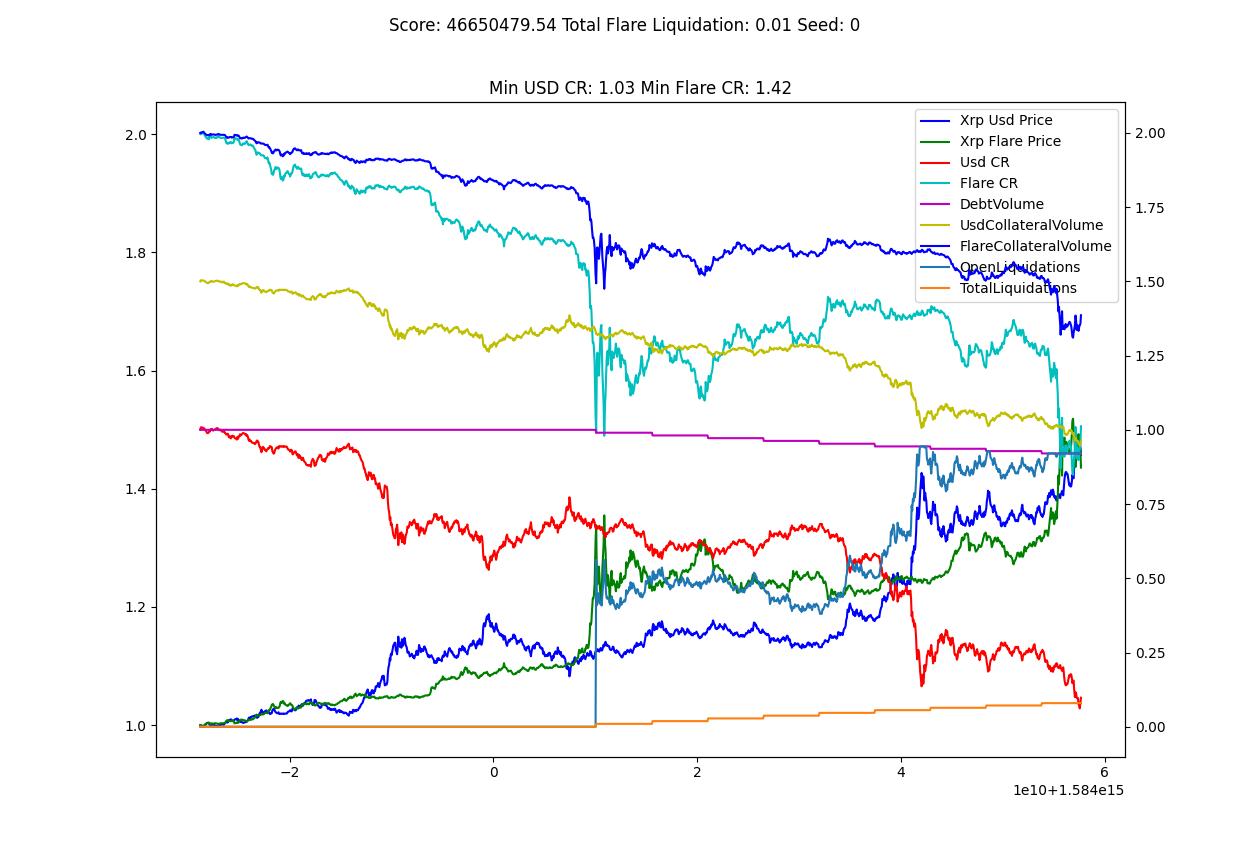 Score: 46650479.54 Total Flare Liquidation: 0.01 Seed: 0
Min USD CR: 1.03 Min Flare CR: 1.42
2.0
1.8
1.6
1.4
1.2
1.0
Xrp Usd Price
Xrp Flare Price
Usd CR
Flare CR
DebtVolume
UsdCollateralVolume
FlareCollateralVolume
OpenLiquidations
TotalLiquidations
2.00
1.75
1.50
1.25
1.00
0.75
0.50
0.25
0.00
−2 0 2 4 6
1e10+1.584e15